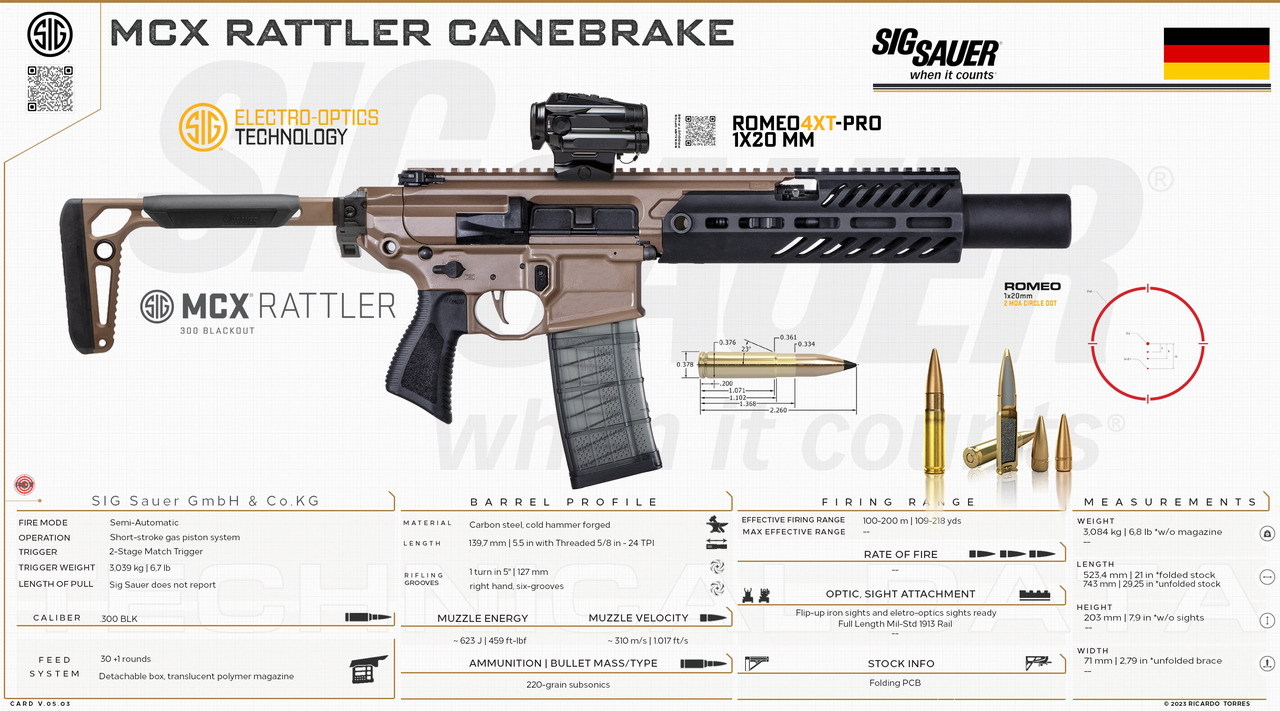 MCX RATTLER CANEBRAKE
SIG
SIG SAUER
when it counts
SIG
ELECTRO-OPTICS
TECHNOLOGY
ROMEO4XT-PRO
1X20 MM
SIG SAUER®
when it counts®
SIG MCX RATTLER
300 BLACKOUT
ROMEO
1x20mm
2 MOA CIRCLE DOT
0.376
23°
0.361
0.334
0.378
.200
1.071
1.102
1.368
2.260
SIG Sauer GmbH & Co.KG
FIRE MODE Semi-Automatic
OPERATION Short-stroke gas piston system
TRIGGER 2-Stage Match Trigger
TRIGGER WEIGHT 3,039 kg | 6,7 lb
LENGTH OF PULL Sig Sauer does not report
CALIBER 300 BLK
FEED SYSTEM
30 +1 rounds
Detachable box, translucent polymer magazine
BARREL PROFILE
MATERIAL Carbon steel, cold hammer forged
LENGTH 139,7 mm | 5.5 in with Threaded 5/8 in - 24 TPI
RIFLING GROOVES
1 turn in 5" | 127 mm
right hand, six-grooves
MUZZLE ENERGY MUZZLE VELOCITY
~ 623 J | 459 ft-lbf ~ 310 m/s | 1.017 ft/s
AMMUNITION | BULLET MASS/TYPE
220-grain subsonics
FIRING RANGE
EFFECTIVE FIRING RANGE 100-200 m | 109-218 yds
MAX EFFECTIVE RANGE --
RATE OF FIRE
--
OPTIC, SIGHT ATTACHMENT
Flip-up iron sights and eletro-optics sights ready
Full Length Mil-Std 1913 Rail
--
STOCK INFO
Folding PCB
MEASUREMENTS
WEIGHT
3,084 kg | 6,8 lb *w/o magazine
--
LENGTH
523,4 mm | 21 in *folded stock
743 mm | 29,25 in *unfolded stock
HEIGHT
203 mm | 7.9 in *w/o sights
--
WIDTH
71 mm | 2,79 in *unfolded brace
--
TECHNICAL DATA
CARD V.05.03
© 2023 RICARDO TORRES